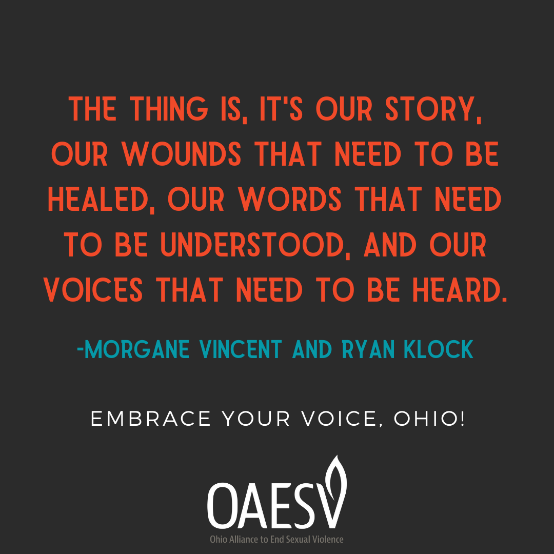 THE THING IS, IT'S OUR STORY,
OUR WOUNDS THAT NEED TO BE
HEALED, OUR WORDS THAT NEED
TO BE UNDERSTOOD, AND OUR
VOICES THAT NEED TO BE HEARD.
-MORGANE VINCENT AND RYAN KLOCK
EMBRACE YOUR VOICE, OHIO!
OAESV
Ohio Alliance to End Sexual Violence